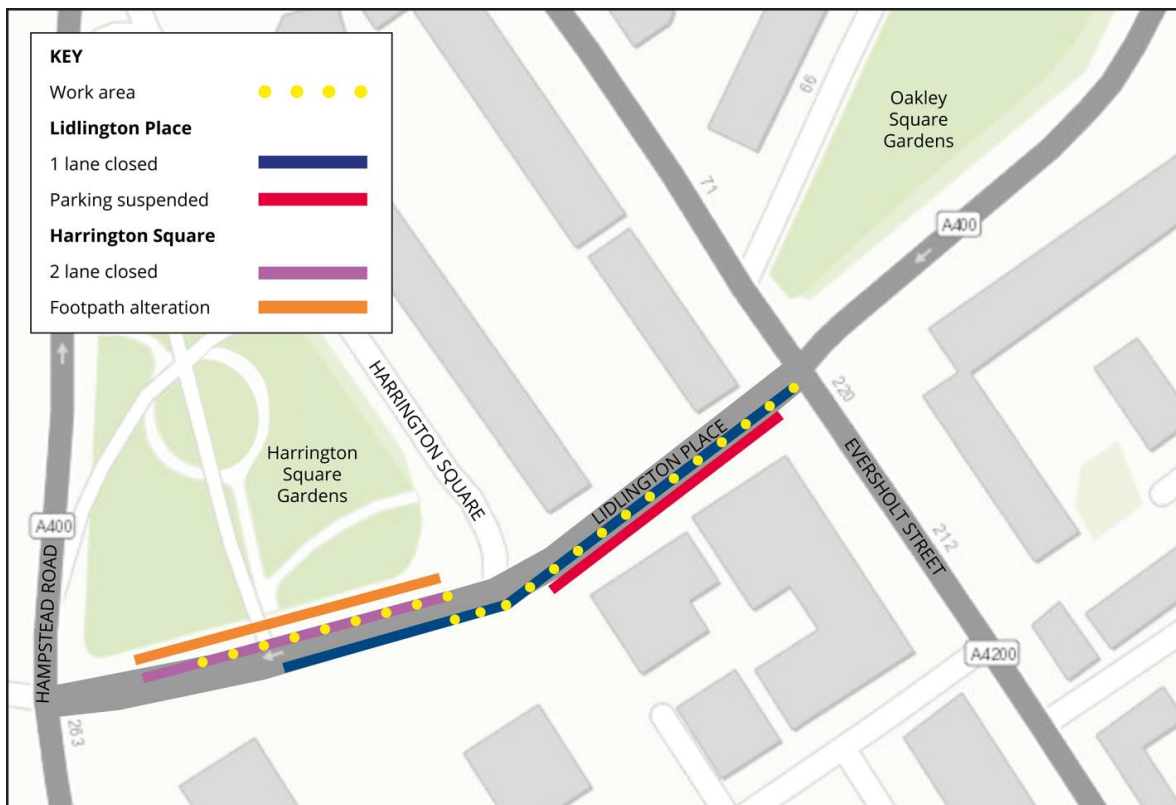 KEY
Work area
Lidlington Place
1 lane closed
Parking suspended
Harrington Square
2 lane closed
Footpath alteration
66
Oakley
Square
Gardens
71
A400
HARRINGTON SQUARE
Harrington
Square
Gardens
LIDLINGTON PLACE
220
EVERSHOLT STREET
212
A400
HAMPSTEAD ROAD
A4200
263